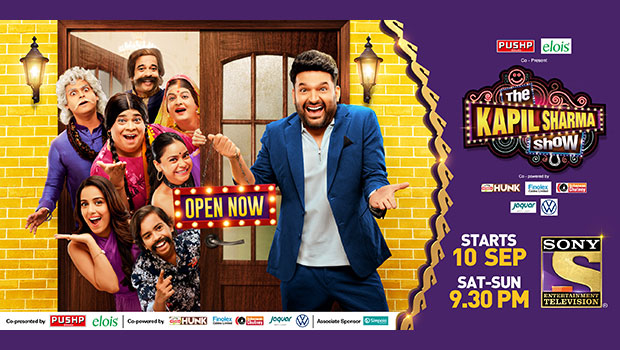 PUSHP
elois
Co - Present
The
KAPIL SHARMA
Show
Co - powered by
HUNK
Finolex
jaquar
STARTS
10 SEP
SAT-SUN
9.30 PM
SONY
S
ENTERTAINMENT
TELEVISION
OPEN NOW
Co-presented by PUSHP elois Co-powered by HUNK Finolex jaquar Associate Sponsor